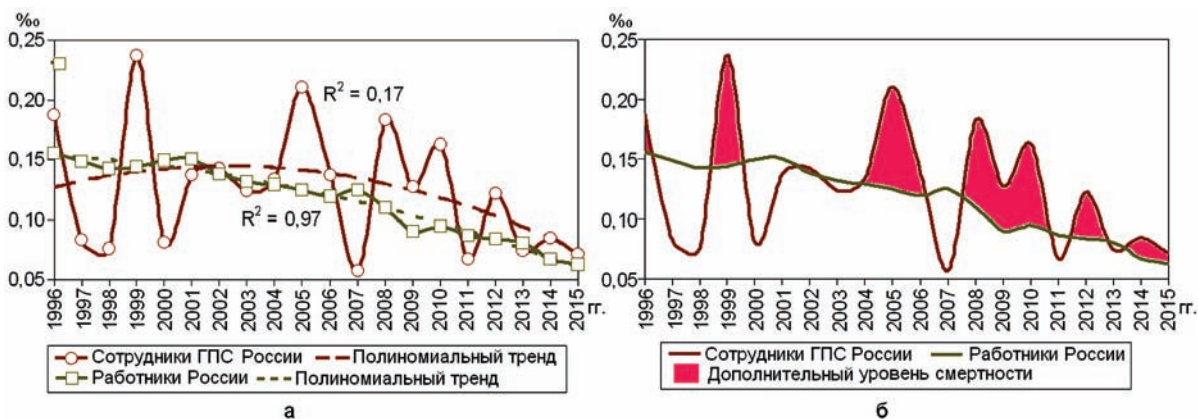 ‰
0,25
0,20
0,15
0,10
0,05
R² = 0,17
R² = 0,97
1996 1997 1998 1999 2000 2001 2002 2003 2004 2005 2006 2007 2008 2009 2010 2011 2012 2013 2014 2015 гг.
Сотрудники ГПС России Полиномиальный тренд
Работники России Полиномиальный тренд
а
‰
0,25
0,20
0,15
0,10
0,05
1996 1997 1998 1999 2000 2001 2002 2003 2004 2005 2006 2007 2008 2009 2010 2011 2012 2013 2014 2015 гг.
Сотрудники ГПС России Работники России
Дополнительный уровень смертности
б